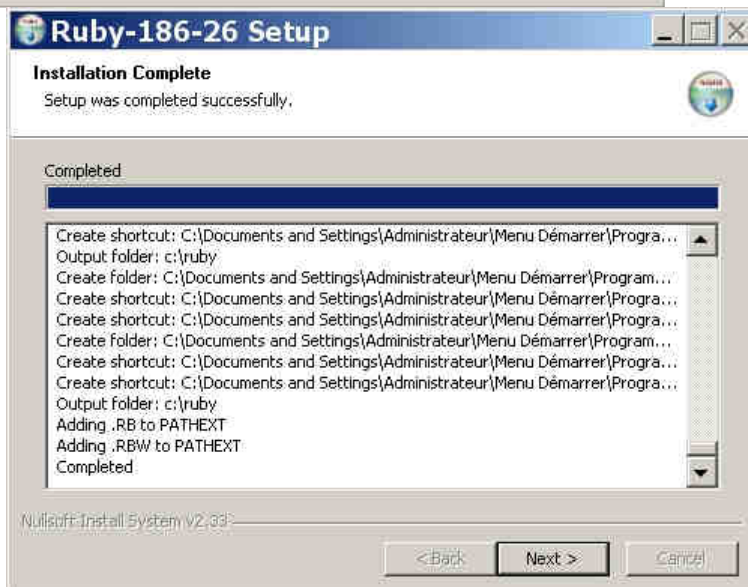 Ruby-186-26 Setup
Installation Complete
Setup was completed successfully.
Completed
Create shortcut: C:\Documents and Settings\Administrateur\Menu Démarrer\Progra...
Output folder: c:\ruby
Create folder: C:\Documents and Settings\Administrateur\Menu Démarrer\Program...
Create shortcut: C:\Documents and Settings\Administrateur\Menu Démarrer\Progra...
Create shortcut: C:\Documents and Settings\Administrateur\Menu Démarrer\Progra...
Create folder: C:\Documents and Settings\Administrateur\Menu Démarrer\Program...
Create shortcut: C:\Documents and Settings\Administrateur\Menu Démarrer\Progra...
Create shortcut: C:\Documents and Settings\Administrateur\Menu Démarrer\Progra...
Output folder: c:\ruby
Adding .RB to PATHEXT
Adding .RBW to PATHEXT
Completed
Nullsoft Install System v2.33
< Back Next > Cancel